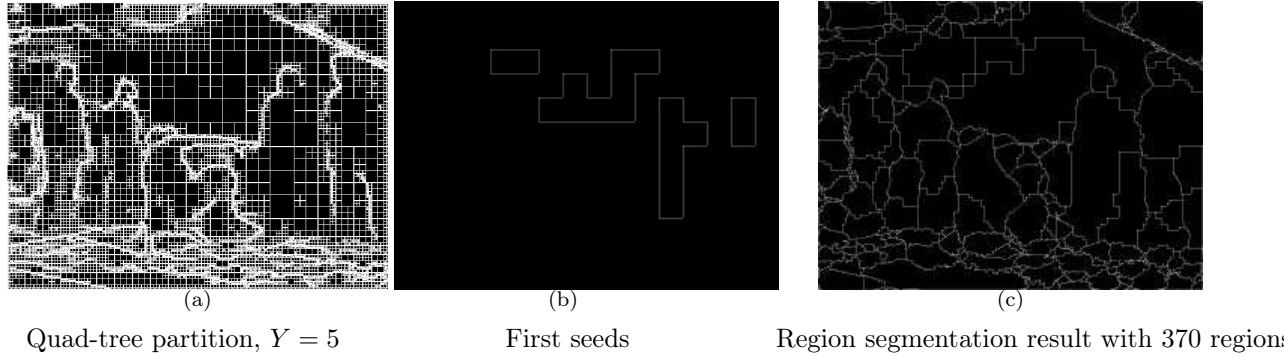 (a)
(b)
(c)
Quad-tree partition, Y = 5
First seeds
Region segmentation result with 370 regions